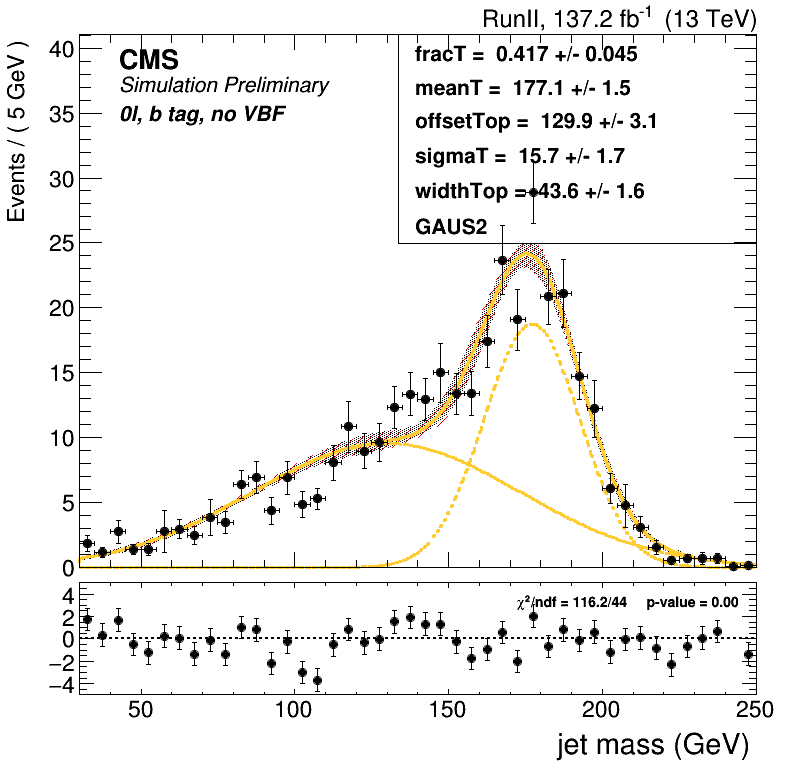 RunII, 137.2 fb⁻¹ (13 TeV)
CMS
Simulation Preliminary
0l, b tag, no VBF
fracT = 0.417 +/- 0.045
meanT = 177.1 +/- 1.5
offsetTop = 129.9 +/- 3.1
sigmaT = 15.7 +/- 1.7
widthTop = 43.6 +/- 1.6
GAUS2
Events / ( 5 GeV )
40
35
30
25
20
15
10
5
0
χ²/ndf = 116.2/44 p-value = 0.00
4
2
0
−2
−4
50 100 150 200 250
jet mass (GeV)